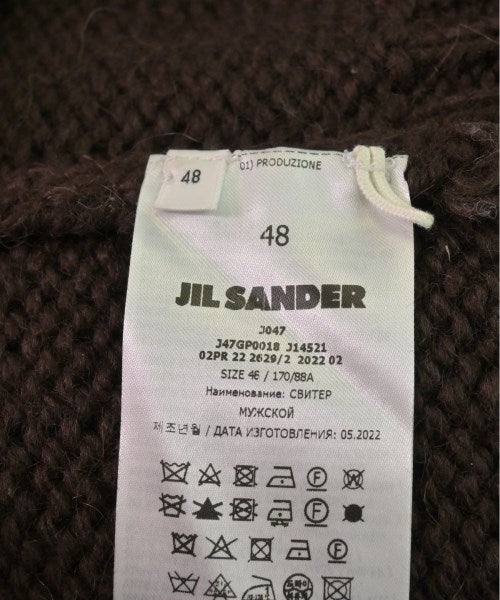 48
01) PRODUZIONE
48
JIL SANDER
J047
J47GP0018 J14521
02PR 22 2629/2 2022 02
SIZE 46 / 170/88A
Наименование: СВИТЕР
МУЖСКОЙ
제조년월 / ДАТА ИЗГОТОВЛЕНИЯ: 05.2022
F W
F
F